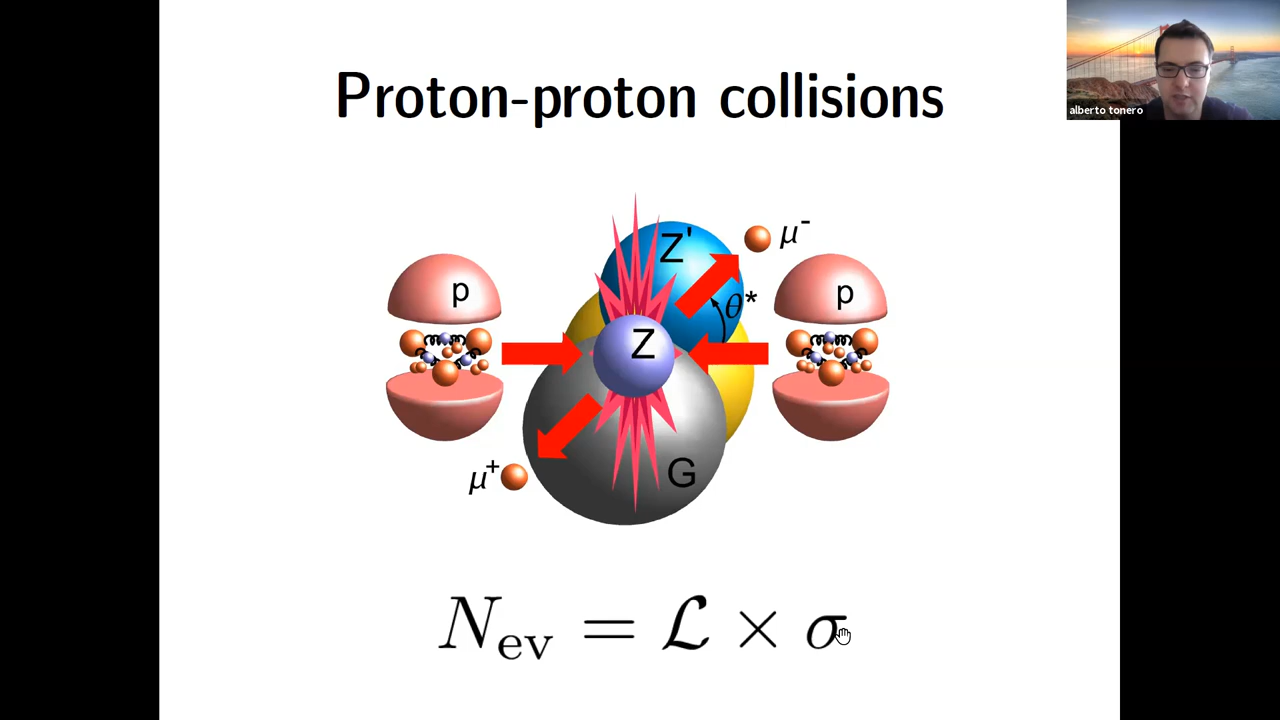 Proton-proton collisions
alberto tonero
Z'
μ⁻
p
p
θ*
Z
μ⁺
G
N_ev = ℒ × σ